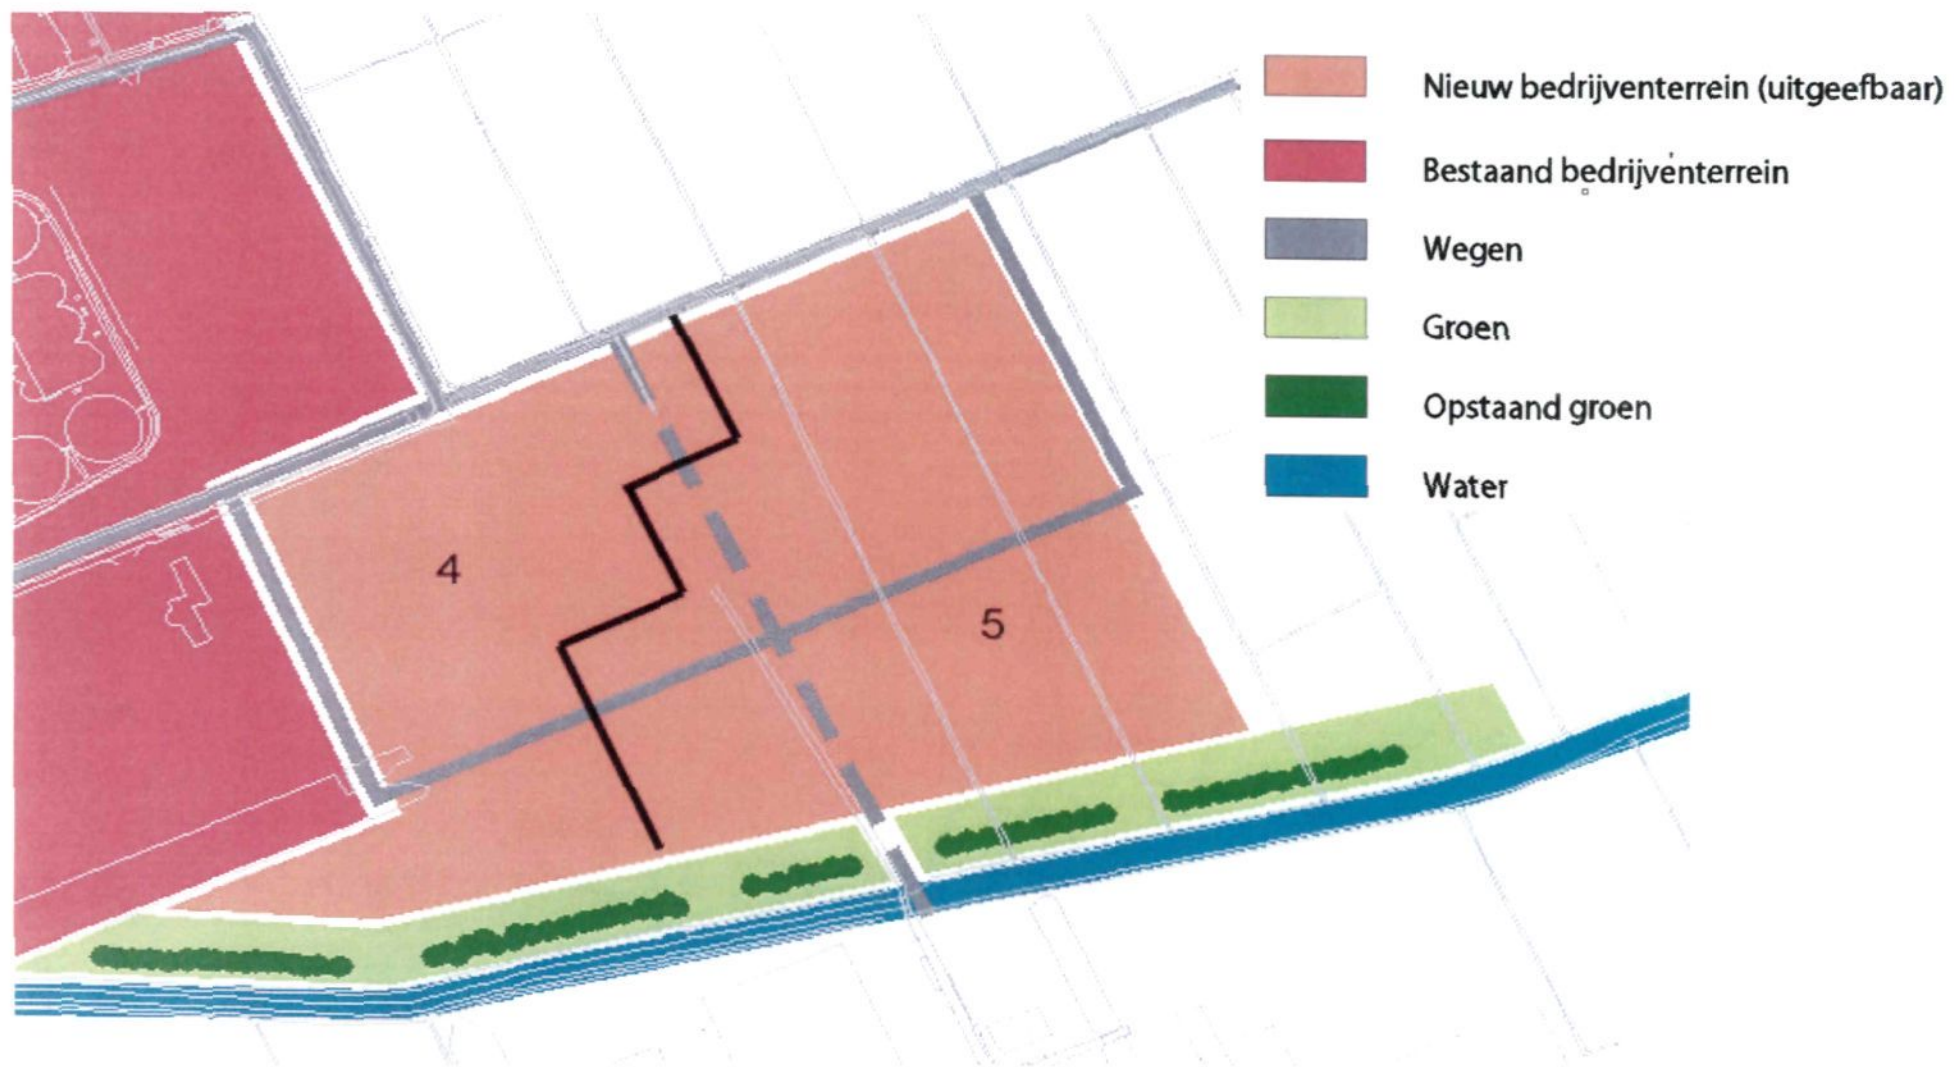 Nieuw bedrijventerrein (uitgeefbaar)
Bestaand bedrijventerrein
Wegen
Groen
Opstaand groen
Water
4
5